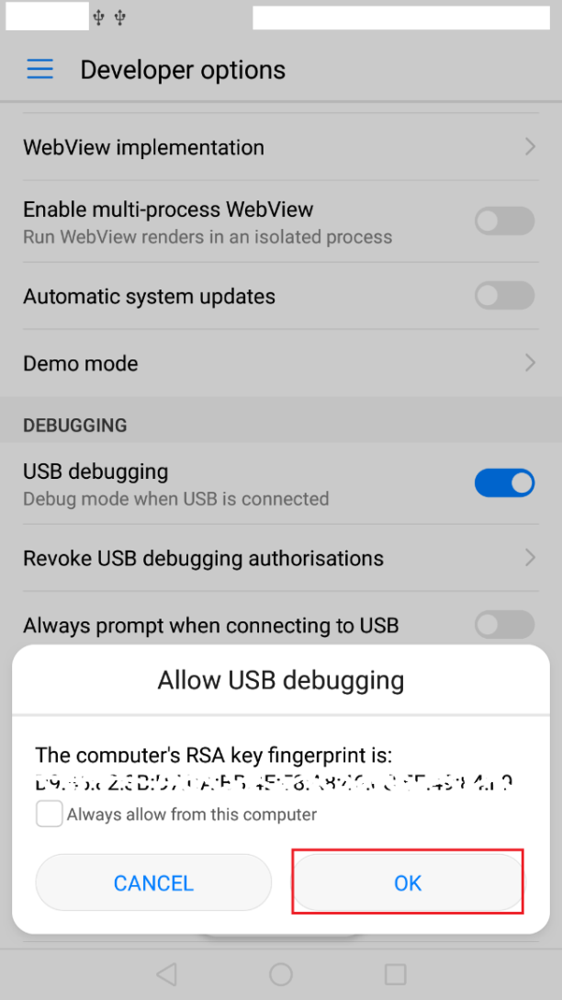 Developer options
WebView implementation
Enable multi-process WebView
Run WebView renders in an isolated process
Automatic system updates
Demo mode
DEBUGGING
USB debugging
Debug mode when USB is connected
Revoke USB debugging authorisations
Always prompt when connecting to USB
Allow USB debugging
The computer's RSA key fingerprint is:
Always allow from this computer
CANCEL
OK